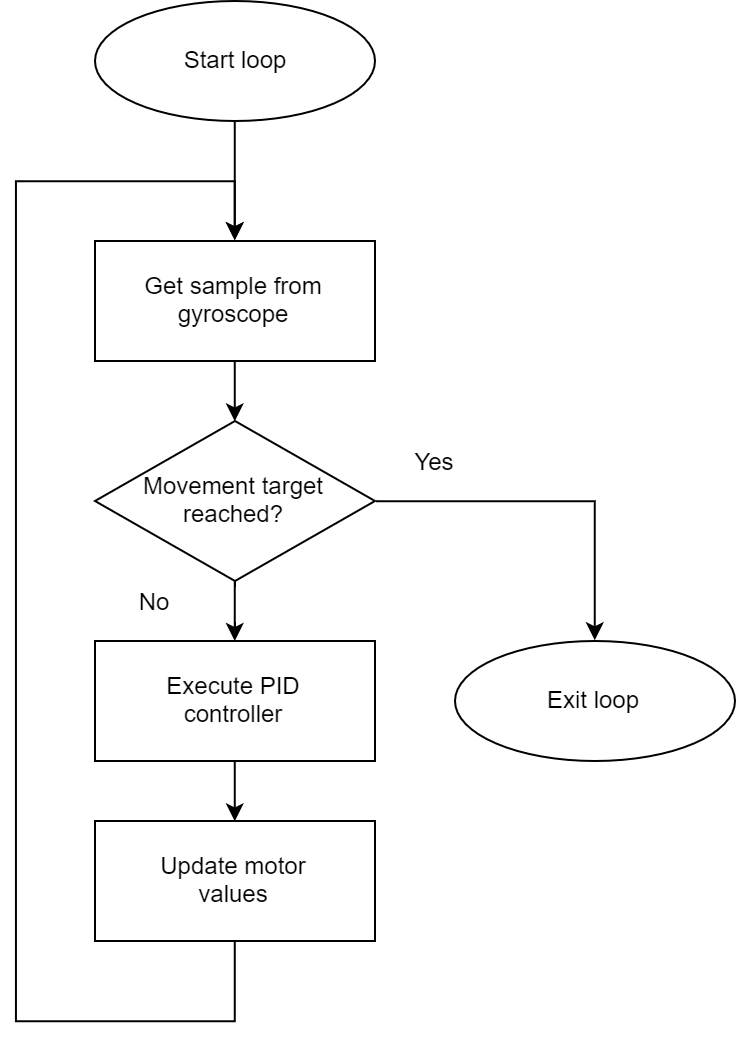 Start loop
Get sample from
gyroscope
Movement target
reached?
Yes
No
Execute PID
controller
Exit loop
Update motor
values